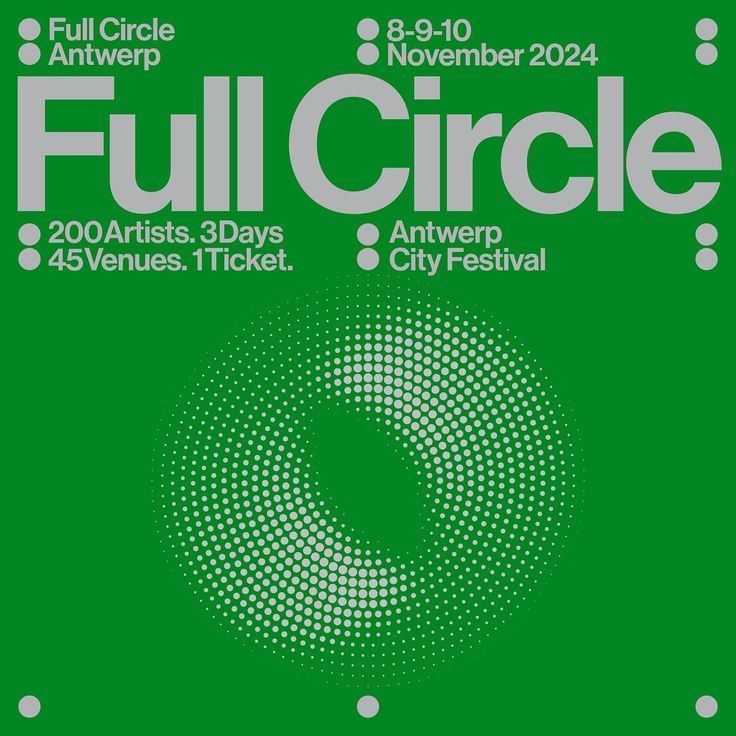 Full Circle
Antwerp
8-9-10
November 2024
Full Circle
200 Artists. 3 Days
45 Venues. 1 Ticket.
Antwerp
City Festival